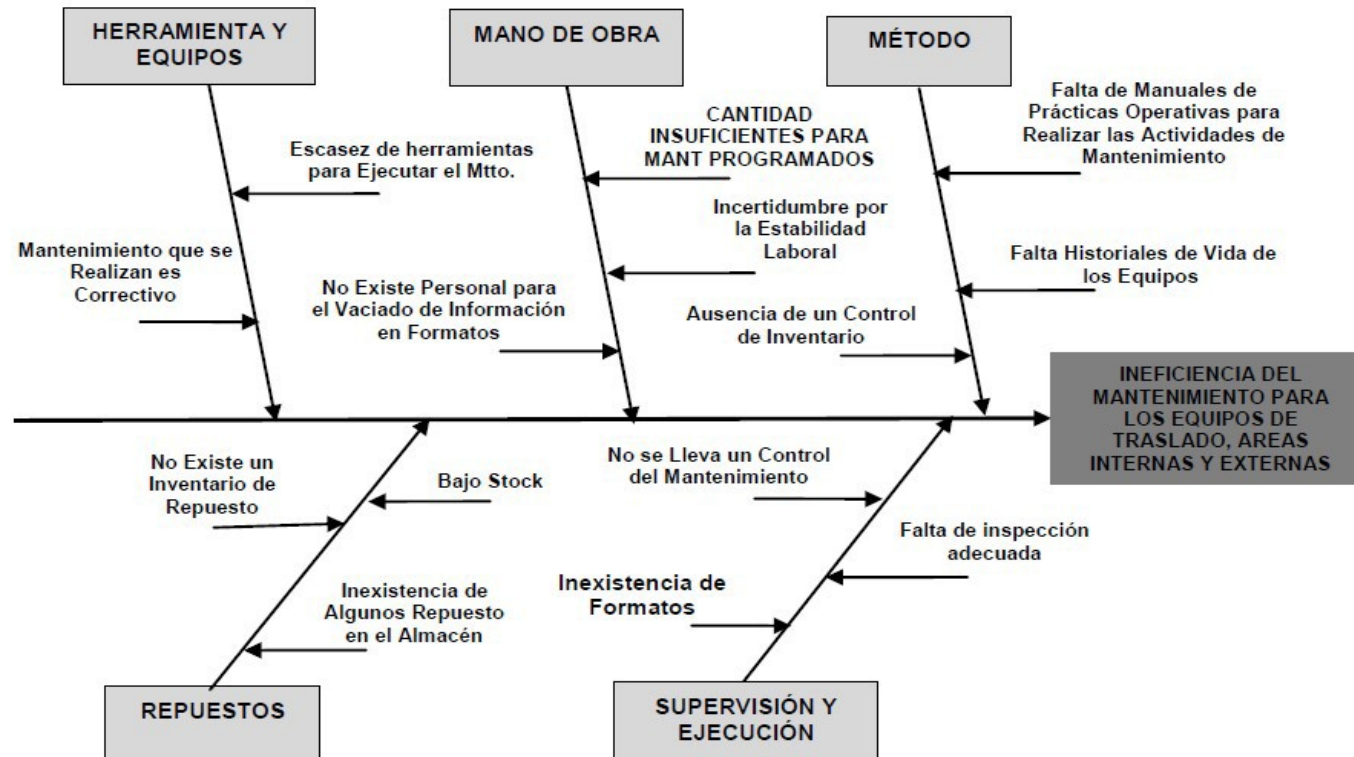 HERRAMIENTA Y
EQUIPOS
MANO DE OBRA
MÉTODO
Escasez de herramientas
para Ejecutar el Mtto.
Mantenimiento que se
Realizan es
Correctivo
CANTIDAD
INSUFICIENTES PARA
MANT PROGRAMADOS
Incertidumbre por
la Estabilidad
Laboral
No Existe Personal para
el Vaciado de Información
en Formatos
Falta de Manuales de
Prácticas Operativas para
Realizar las Actividades de
Mantenimiento
Falta Historiales de Vida de
los Equipos
Ausencia de un Control
de Inventario
INEFICIENCIA DEL
MANTENIMIENTO PARA
LOS EQUIPOS DE
TRASLADO, AREAS
INTERNAS Y EXTERNAS
No Existe un
Inventario de
Repuesto
Bajo Stock
Inexistencia de
Algunos Repuesto
en el Almacén
No se Lleva un Control
del Mantenimiento
Falta de inspección
adecuada
Inexistencia de
Formatos
REPUESTOS
SUPERVISIÓN Y
EJECUCIÓN